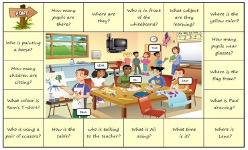 START
How many
pupils are
there?
Where are
they?
Who is in front
of the
whiteboard?
What subject
are they
learning?
Where is the
yellow ruler?
Who is painting
a horse?
How many
pupils wear
glasses?
How many
children are
sitting?
Where is the
flag from?
What colour is
Sam's T-shirt?
What is Paul
drawing?
Who is using a
pair of scissors?
How is the
table?
Who is talking
to the teacher?
What is Ali
doing?
What time
is it?
Where is
Lena?